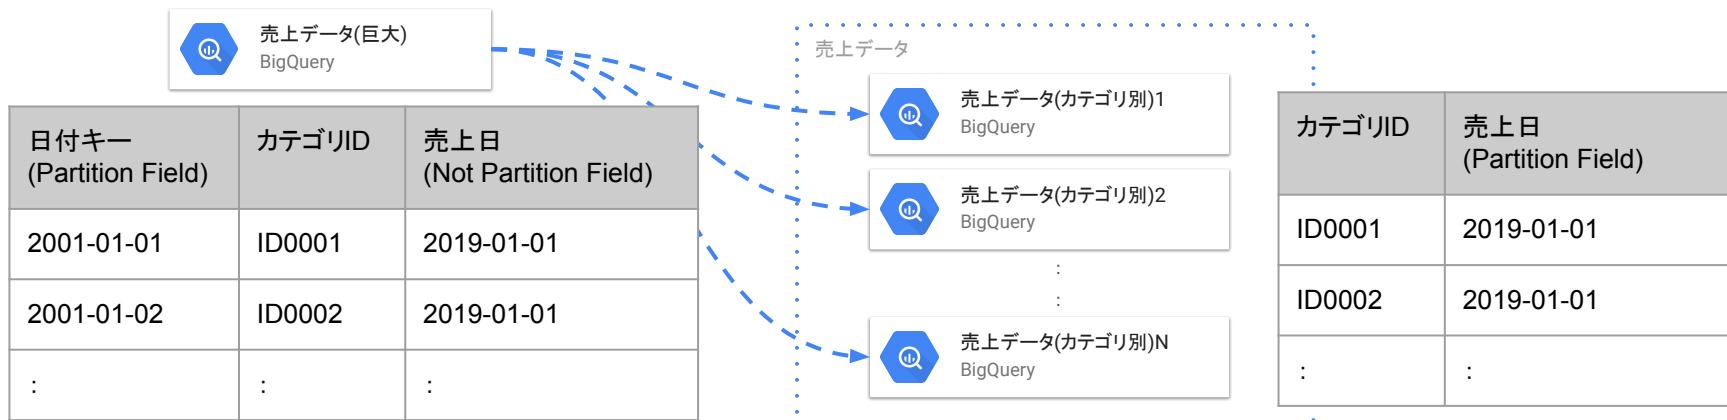 売上データ(巨大)
BigQuery
日付キー
(Partition Field)
カテゴリID
売上日
(Not Partition Field)
2001-01-01
ID0001
2019-01-01
2001-01-02
ID0002
2019-01-01
:
:
:
売上データ
売上データ(カテゴリ別)1
BigQuery
売上データ(カテゴリ別)2
BigQuery
:
:
売上データ(カテゴリ別)N
BigQuery
カテゴリID
売上日
(Partition Field)
ID0001
2019-01-01
ID0002
2019-01-01
:
: